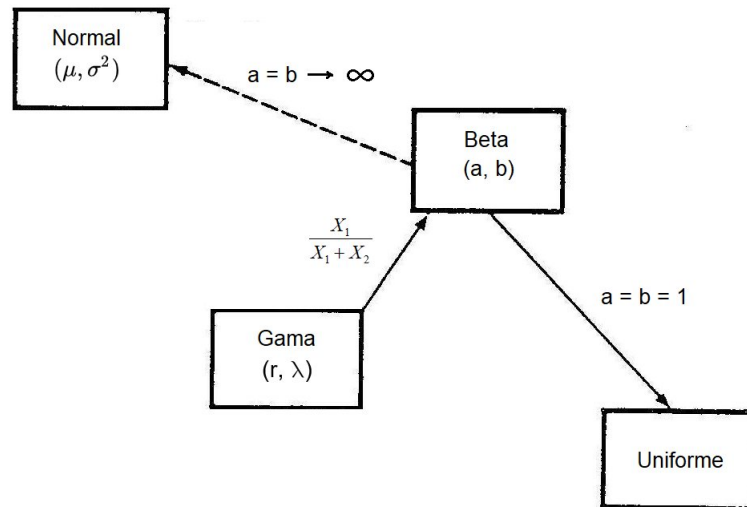 Normal
(μ, σ²)
a = b → ∞
Beta
(a, b)
X₁
X₁ + X₂
a = b = 1
Gama
(r, λ)
Uniforme